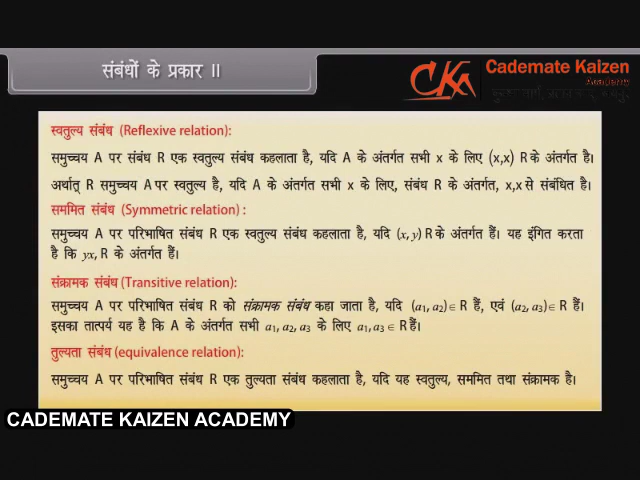 संबंधों के प्रकार II
CKA
Cademate Kaizen
Academy
स्वतुल्य संबंध (Reflexive relation):
समुच्चय A पर संबंध R एक स्वतुल्य संबंध कहलाता है, यदि A के अंतर्गत सभी x के लिए (x,x) R के अंतर्गत है।
अर्थात् R समुच्चय A पर स्वतुल्य है, यदि A के अंतर्गत सभी x के लिए, संबंध R के अंतर्गत, x,x से संबंधित है।
सममित संबंध (Symmetric relation) :
समुच्चय A पर परिभाषित संबंध R एक स्वतुल्य संबंध कहलाता है, यदि (x, y) R के अंतर्गत हैं। यह इंगित करता
है कि yx, R के अंतर्गत हैं।
संक्रामक संबंध (Transitive relation):
समुच्चय A पर परिभाषित संबंध R को संक्रामक संबंध कहा जाता है, यदि (a₁, a₂)∈ R हैं, एवं (a₂, a₃)∈ R हैं।
इसका तात्पर्य यह है कि A के अंतर्गत सभी a₁, a₂, a₃ के लिए a₁, a₃ ∈ R हैं।
तुल्यता संबंध (equivalence relation):
समुच्चय A पर परिभाषित संबंध R एक तुल्यता संबंध कहलाता है, यदि यह स्वतुल्य, सममित तथा संक्रामक है।
CADEMATE KAIZEN ACADEMY